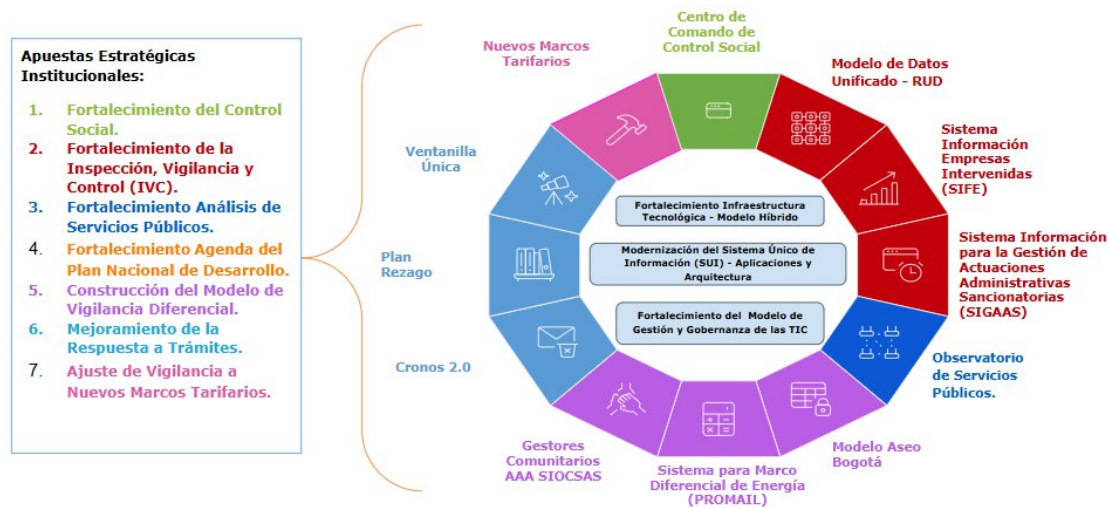 Apuestas Estratégicas
Institucionales:
1. Fortalecimiento del Control
Social.
2. Fortalecimiento de la
Inspección, Vigilancia y
Control (IVC).
3. Fortalecimiento Análisis de
Servicios Públicos.
4. Fortalecimiento Agenda del
Plan Nacional de Desarrollo.
5. Construcción del Modelo de
Vigilancia Diferencial.
6. Mejoramiento de la
Respuesta a Trámites.
7. Ajuste de Vigilancia a
Nuevos Marcos Tarifarios.
Centro de
Comando de
Control Social
Modelo de Datos
Unificado - RUD
Sistema
Información
Empresas
Intervenidas
(SIFE)
Sistema Información
para la Gestión de
Actuaciones
Administrativas
Sancionatorias
(SIGAAS)
Observatorio
de Servicios
Públicos.
Modelo Aseo
Bogotá
Sistema para Marco
Diferencial de Energía
(PROMAIL)
Gestores
Comunitarios
AAA SIOCSAS
Cronos 2.0
Plan
Rezago
Ventanilla
Única
Nuevos Marcos
Tarifarios
Fortalecimiento Infraestructura
Tecnológica - Modelo Híbrido
Modernización del Sistema Único de
Información (SUI) - Aplicaciones y
Arquitectura
Fortalecimiento del Modelo de
Gestión y Gobernanza de las TIC